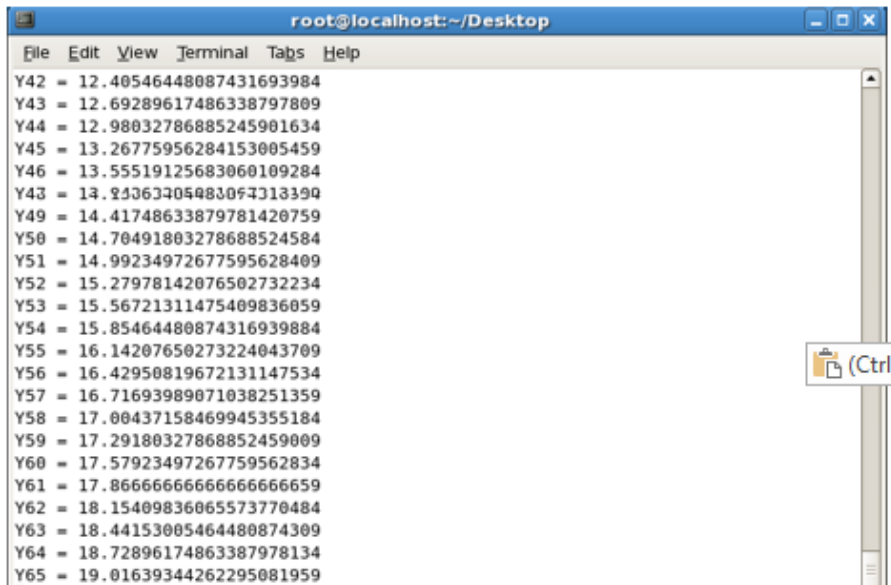 root@localhost:~/Desktop
File Edit View Terminal Tabs Help
Y42 = 12.40546448087431693984
Y43 = 12.69289617486338797809
Y44 = 12.98032786885245901634
Y45 = 13.26775956284153005459
Y46 = 13.55519125683060109284
Y49 = 14.41748633879781420759
Y50 = 14.70491803278688524584
Y51 = 14.99234972677595628409
Y52 = 15.27978142076502732234
Y53 = 15.56721311475409836059
Y54 = 15.85464480874316939884
Y55 = 16.14207650273224043709
Y56 = 16.42950819672131147534
Y57 = 16.71693989071038251359
Y58 = 17.00437158469945355184
Y59 = 17.29180327868852459009
Y60 = 17.57923497267759562834
Y61 = 17.86666666666666666659
Y62 = 18.15409836065573770484
Y63 = 18.44153005464480874309
Y64 = 18.72896174863387978134
Y65 = 19.01639344262295081959
(Ctrl